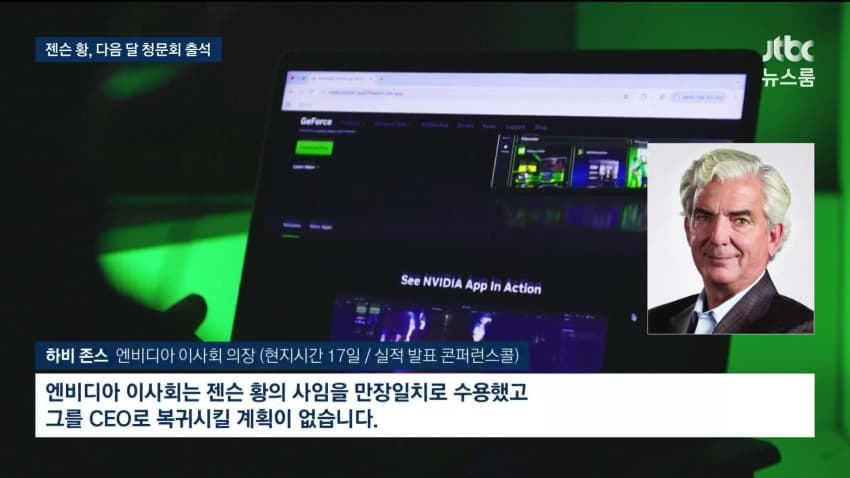 젠슨 황, 다음 달 청문회 출석
jtbc
뉴스룸
GeForce
See NVIDIA App In Action
하비 존스 엔비디아 이사회 의장 (현지시간 17일 / 실적 발표 콘퍼런스콜)
엔비디아 이사회는 젠슨 황의 사임을 만장일치로 수용했고
그를 CEO로 복귀시킬 계획이 없습니다.